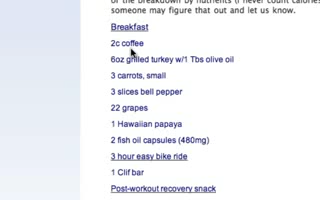 of the breakdown by nutrients (I never count calories
someone may figure that out and let us know.
Breakfast
2c coffee
6oz grilled turkey w/1 Tbs olive oil
3 carrots, small
3 slices bell pepper
22 grapes
1 Hawaiian papaya
2 fish oil capsules (480mg)
3 hour easy bike ride
1 Clif bar
Post-workout recovery snack